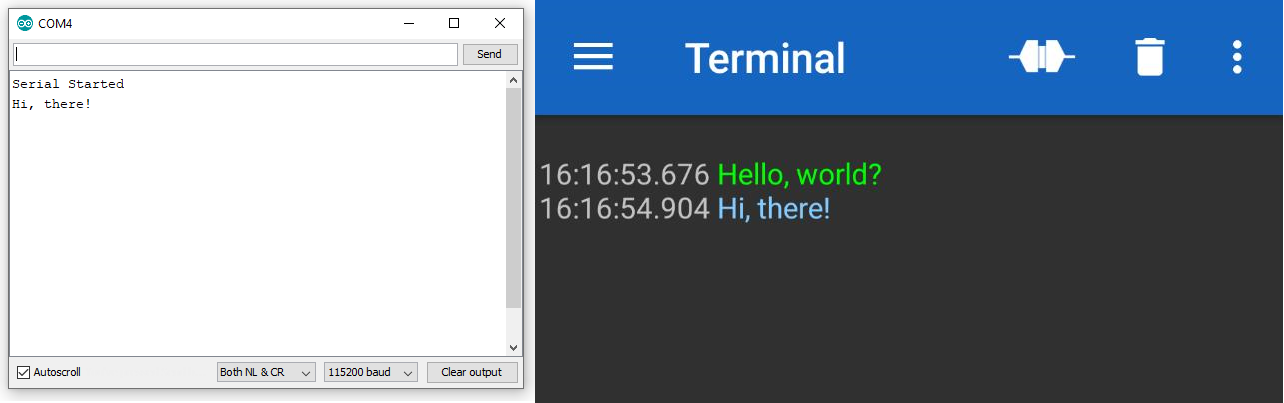 COM4
Send
Serial Started
Hi, there!
Autoscroll
Both NL & CR
115200 baud
Clear output
Terminal
16:16:53.676 Hello, world?
16:16:54.904 Hi, there!